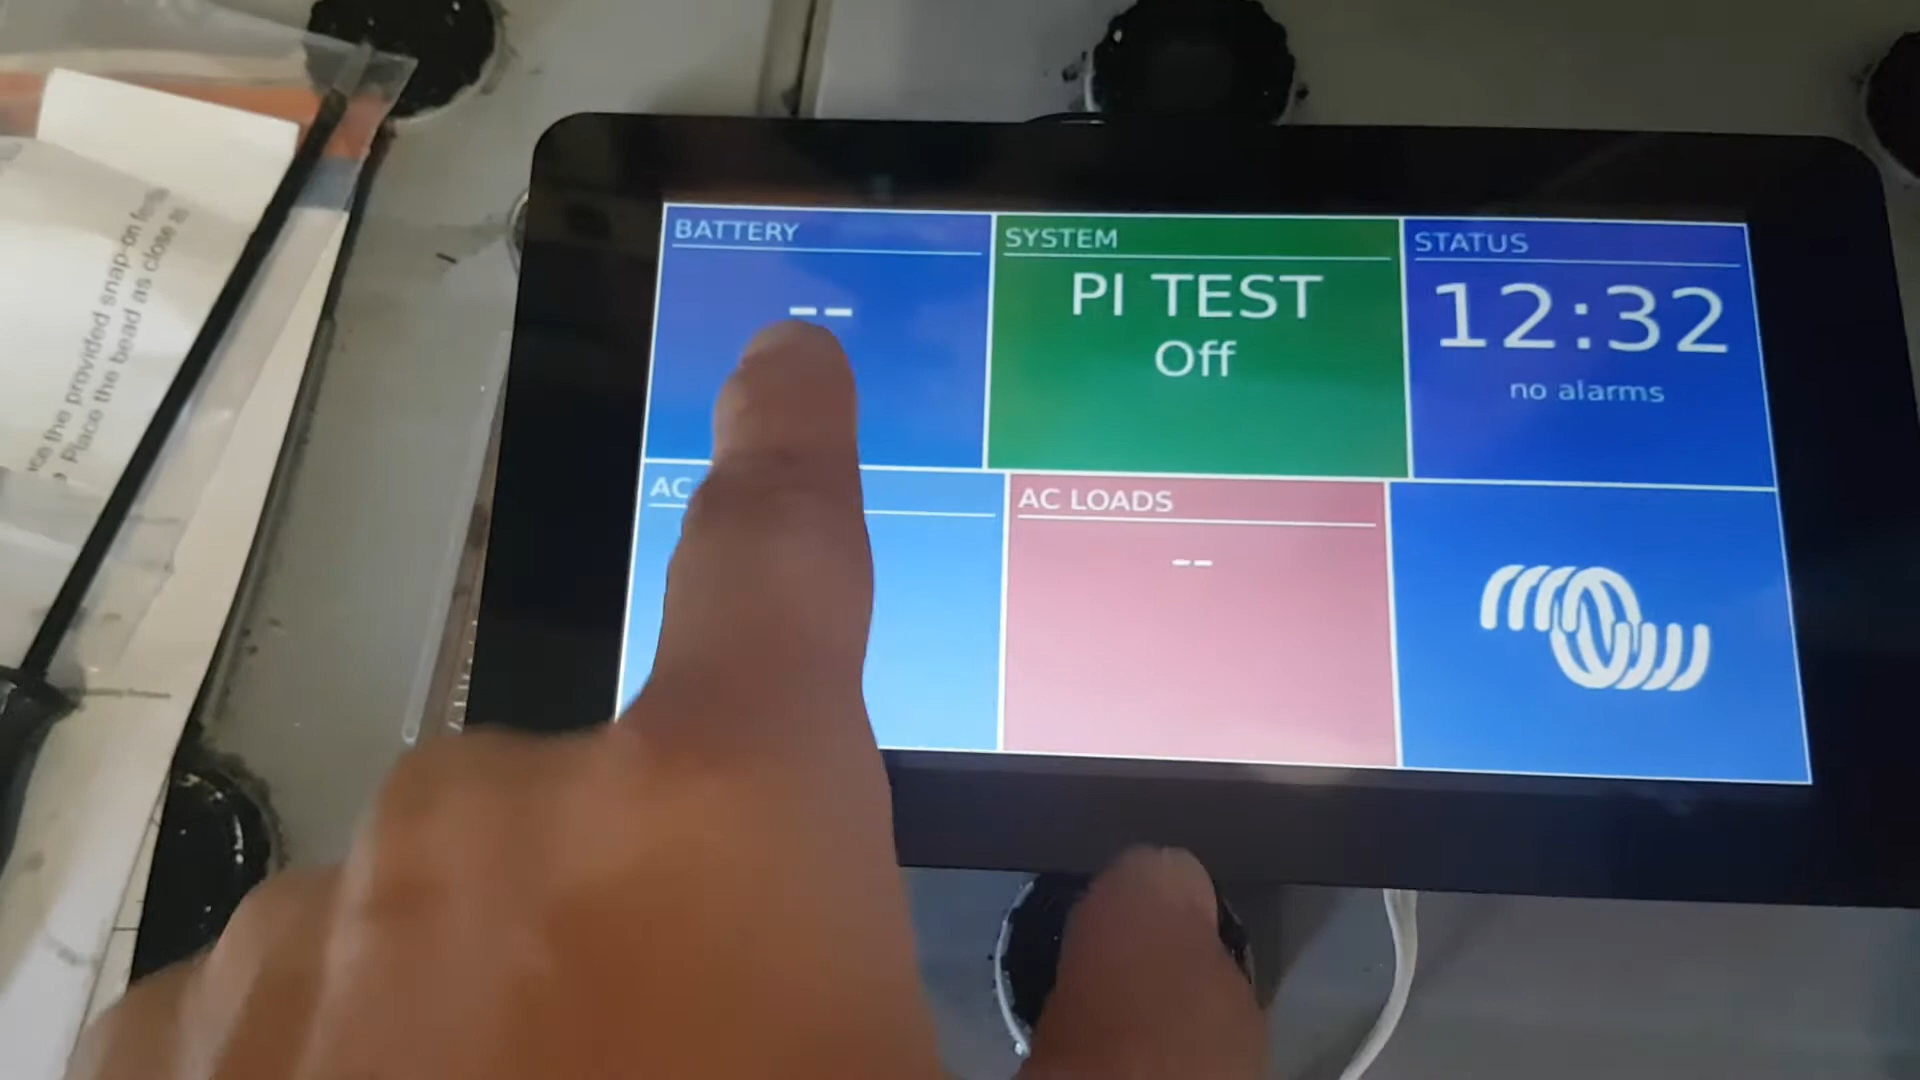 BATTERY
--
SYSTEM
PI TEST
Off
STATUS
12:32
no alarms
AC
AC LOADS
--
the provided snap-on
Place the bead as close